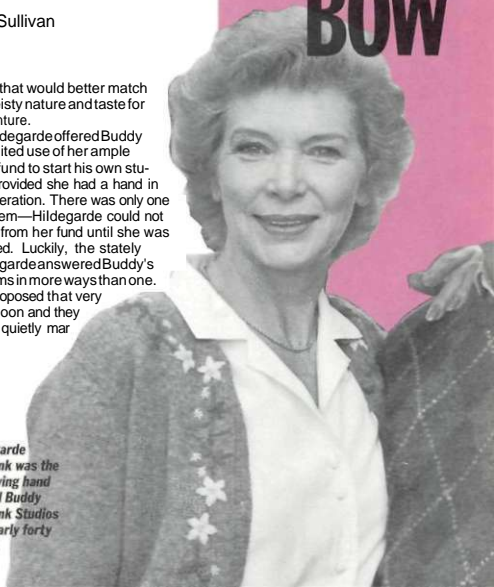 Sullivan
BOW
that would better match
isty nature and taste for
nture.
degarde offered Buddy
ited use of her ample
fund to start his own stu-
rovided she had a hand in
eration. There was only one
em—Hildegarde could not
from her fund until she was
ed. Luckily, the stately
garde answered Buddy's
ms in more ways than one.
oposed that very
oon and they
quietly mar
arde
nk was the
ing hand
Buddy
nk Studios
arly forty